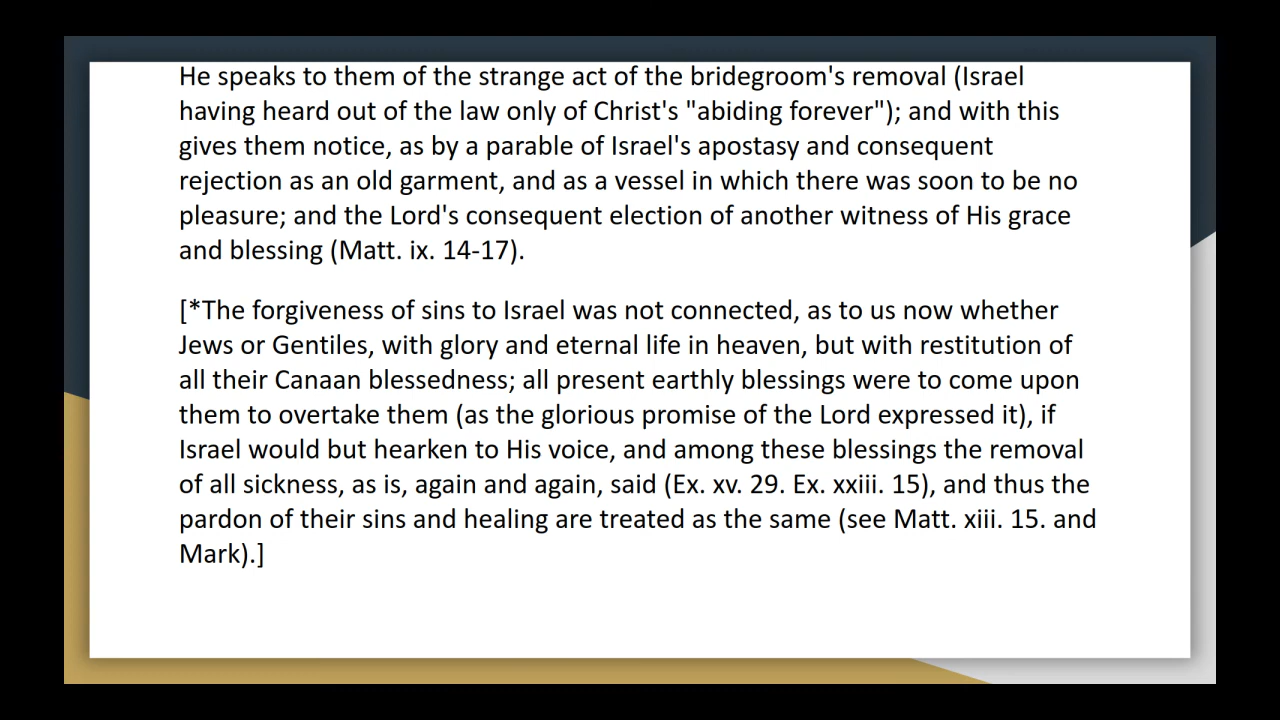 He speaks to them of the strange act of the bridegroom's removal (Israel
having heard out of the law only of Christ's "abiding forever"); and with this
gives them notice, as by a parable of Israel's apostasy and consequent
rejection as an old garment, and as a vessel in which there was soon to be no
pleasure; and the Lord's consequent election of another witness of His grace
and blessing (Matt. ix. 14-17).
[*The forgiveness of sins to Israel was not connected, as to us now whether
Jews or Gentiles, with glory and eternal life in heaven, but with restitution of
all their Canaan blessedness; all present earthly blessings were to come upon
them to overtake them (as the glorious promise of the Lord expressed it), if
Israel would but hearken to His voice, and among these blessings the removal
of all sickness, as is, again and again, said (Ex. xv. 29. Ex. xxiii. 15), and thus the
pardon of their sins and healing are treated as the same (see Matt. xiii. 15. and
Mark).]